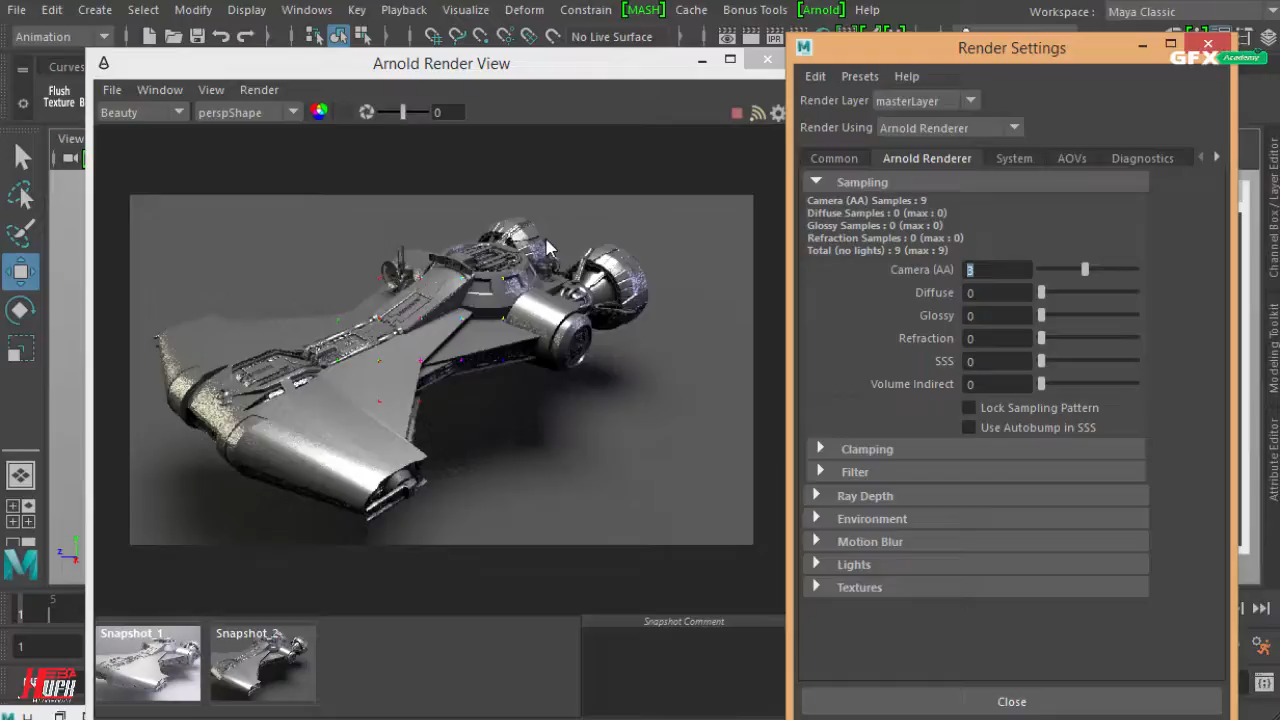 File Edit Create Select Modify Display Windows Key Playback Visualize Deform Constrain [MASH] Cache Bonus Tools [Arnold] Help Workspace : Maya Classic
Animation No Live Surface
Render Settings
GFX Academy
Arnold Render View
Curves
Edit Presets Help
File Window View Render
Flush
Texture B
Render Layer masterLayer
Beauty perspShape 0
Render Using Arnold Renderer
View
Common Arnold Renderer System AOVs Diagnostics
Sampling
Camera (AA) Samples : 9
Diffuse Samples : 0 (max : 0)
Glossy Samples : 0 (max : 0)
Refraction Samples : 0 (max : 0)
Total (no lights) : 9 (max : 9)
Camera (AA) 3
Diffuse 0
Glossy 0
Refraction 0
SSS 0
Volume Indirect 0
Lock Sampling Pattern
Use Autobump in SSS
Clamping
Filter
Ray Depth
Environment
Motion Blur
Lights
Textures
Channel Box / Layer Editor
Modeling Toolkit
Attribute Editor
z
5
1
1
Snapshot_1 Snapshot_2
Snapshot Comment
Close